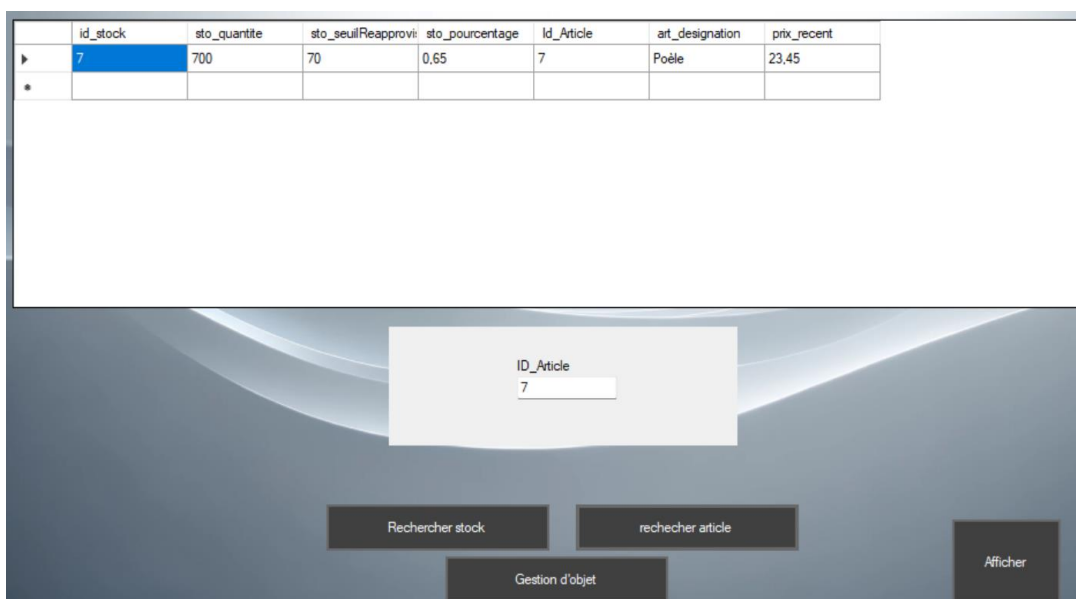 id_stock sto_quantite sto_seuilReapprovi: sto_pourcentage Id_Article art_designation prix_recent
7 700 70 0,65 7 Poêle 23,45
ID_Article
7
Rechercher stock rechecher article
Afficher
Gestion d'objet